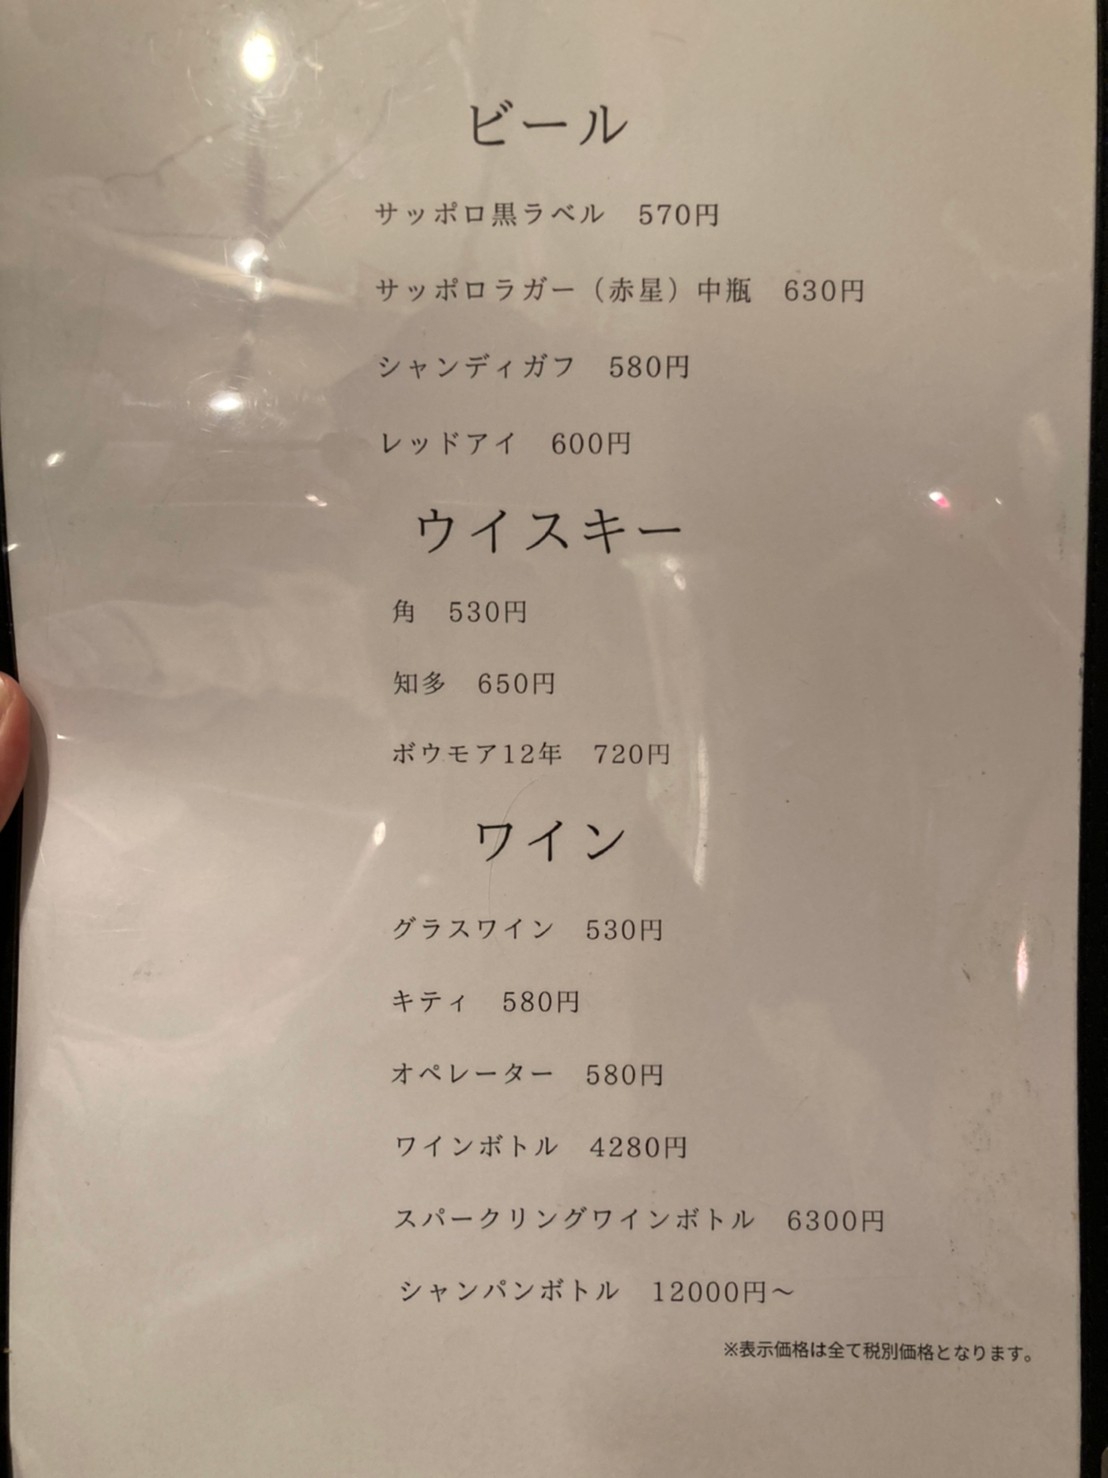 ビール
サッポロ黒ラベル　570円
サッポロラガー（赤星）中瓶　630円
シャンディガフ　580円
レッドアイ　600円
ウイスキー
角　530円
知多　650円
ボウモア12年　720円
ワイン
グラスワイン　530円
キティ　580円
オペレーター　580円
ワインボトル　4280円
スパークリングワインボトル　6300円
シャンパンボトル　12000円～
※表示価格は全て税別価格となります。